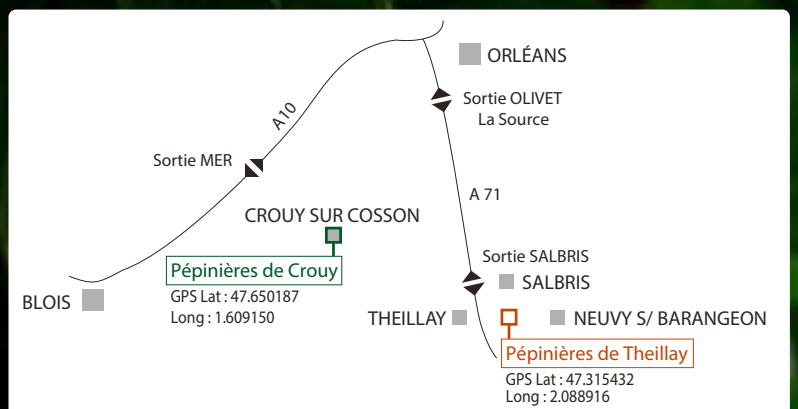 ORLÉANS
Sortie OLIVET
La Source
A10
Sortie MER
A 71
CROUY SUR COSSON
Pépinières de Crouy
GPS Lat : 47.650187
Long : 1.609150
BLOIS
Sortie SALBRIS
SALBRIS
THEILLAY
NEUVY S/ BARANGEON
Pépinières de Theillay
GPS Lat : 47.315432
Long : 2.088916